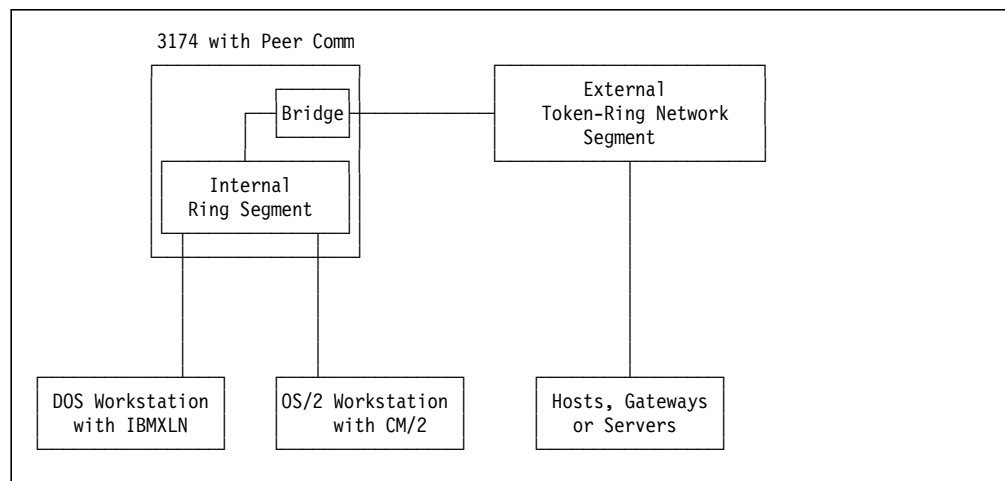 3174 with Peer Comm
Bridge
External
Token-Ring Network
Segment
Internal
Ring Segment
DOS Workstation
with IBMXLN
OS/2 Workstation
with CM/2
Hosts, Gateways
or Servers